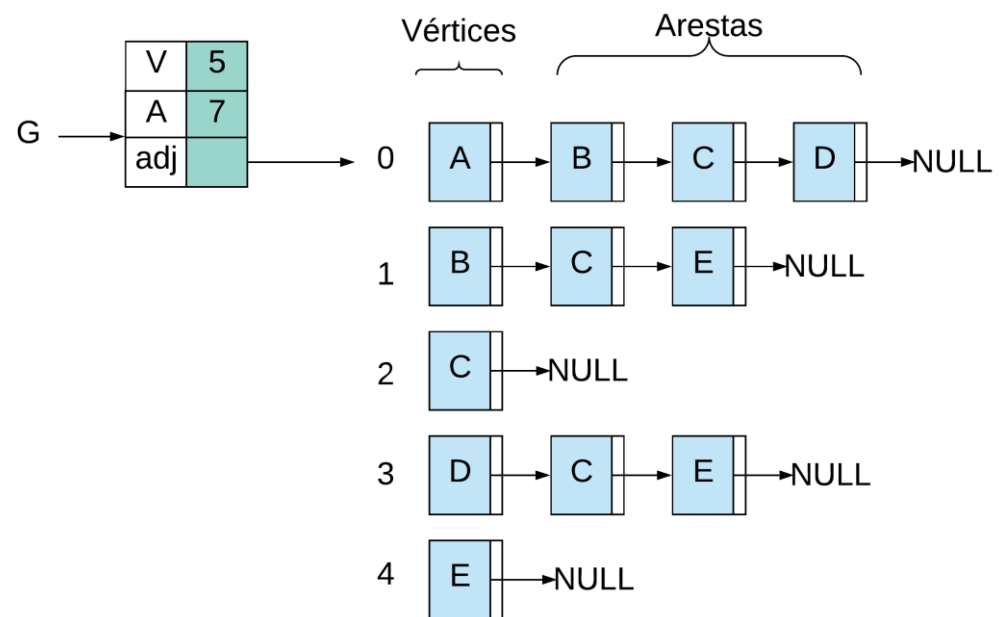 Vértices Arestas
V 5
A 7
G
adj
0 A B C D NULL
1 B C E NULL
2 C NULL
3 D C E NULL
4 E NULL